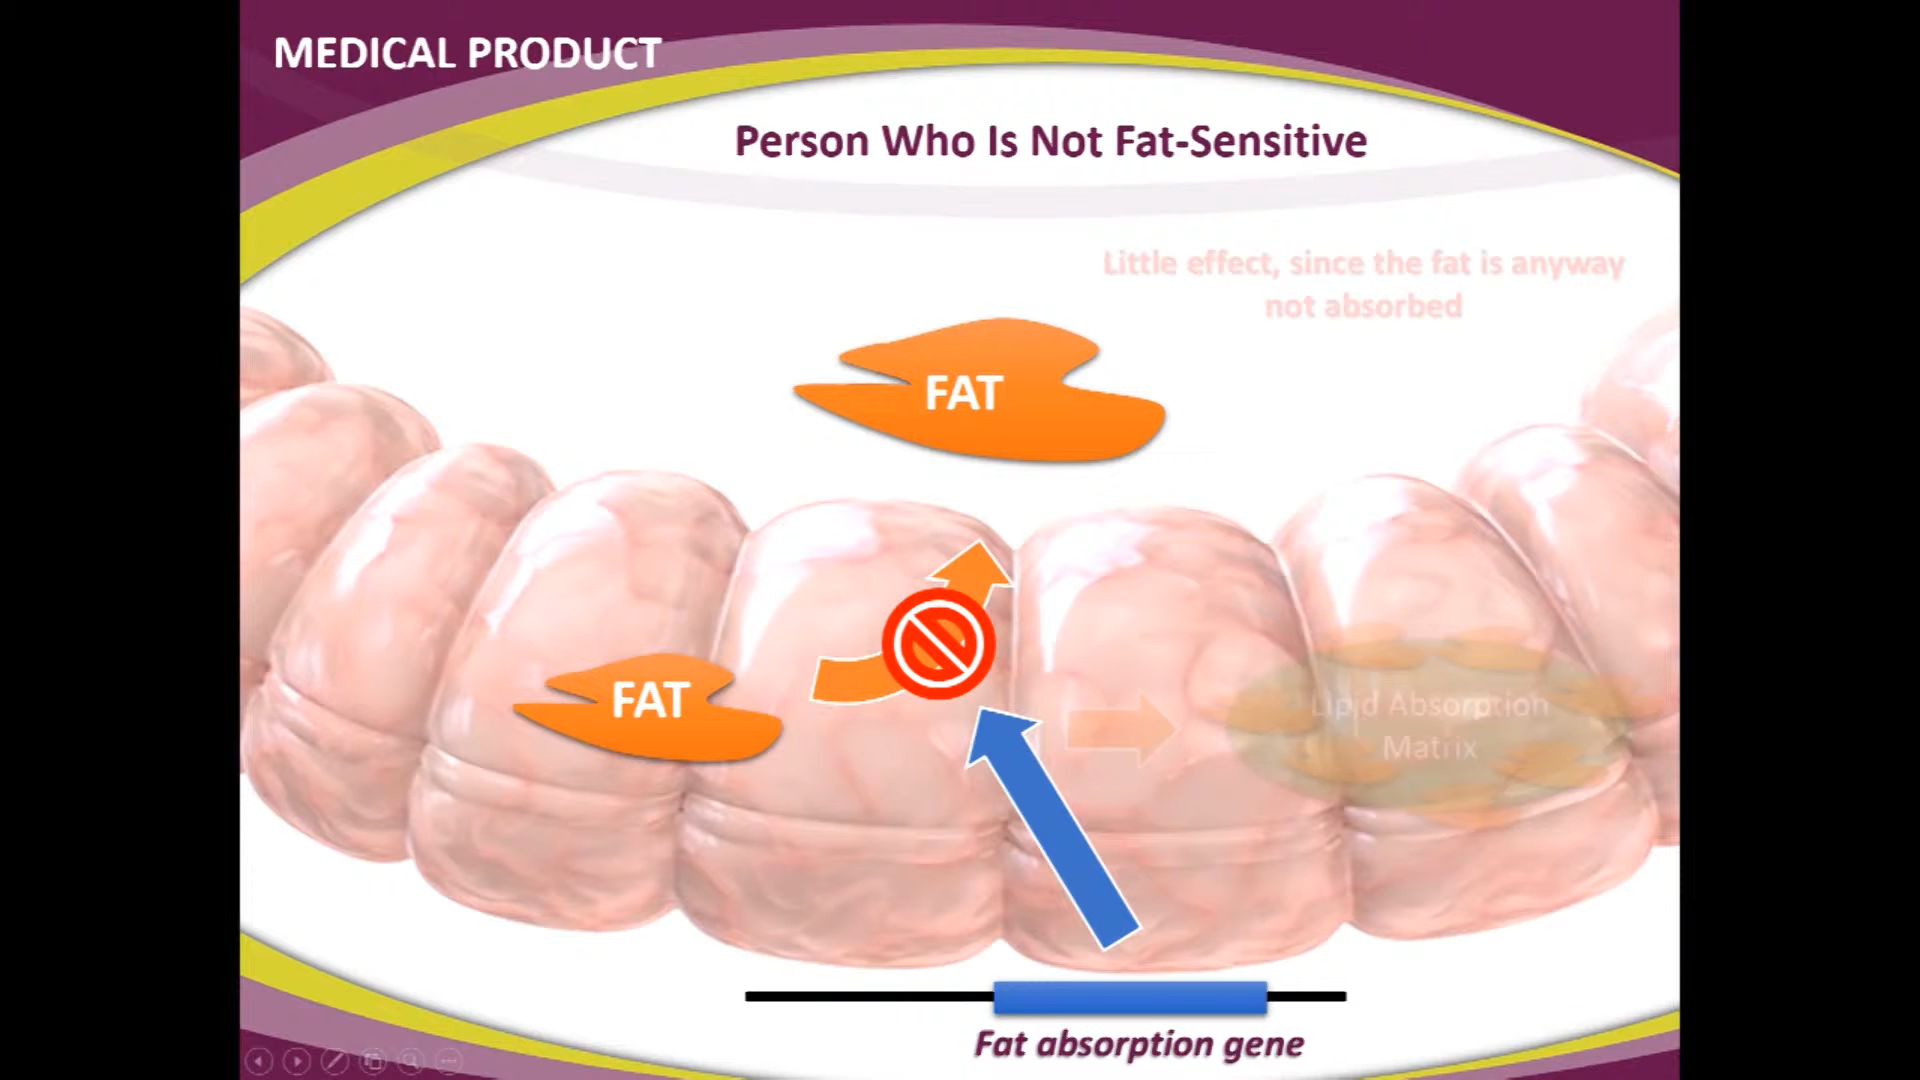 MEDICAL PRODUCT
Person Who Is Not Fat-Sensitive
Little effect, since the fat is anyway
not absorbed
FAT
FAT
Lipid Absorption
Matrix
Fat absorption gene